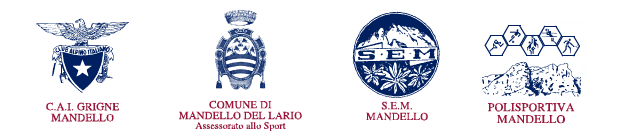 CLUB ALPINO ITALIANO
C.A.I. GRIGNE
MANDELLO
COMUNE DI
MANDELLO DEL LARIO
Assessorato allo Sport
S.E.M
S.E.M.
MANDELLO
POLISPORTIVA
MANDELLO